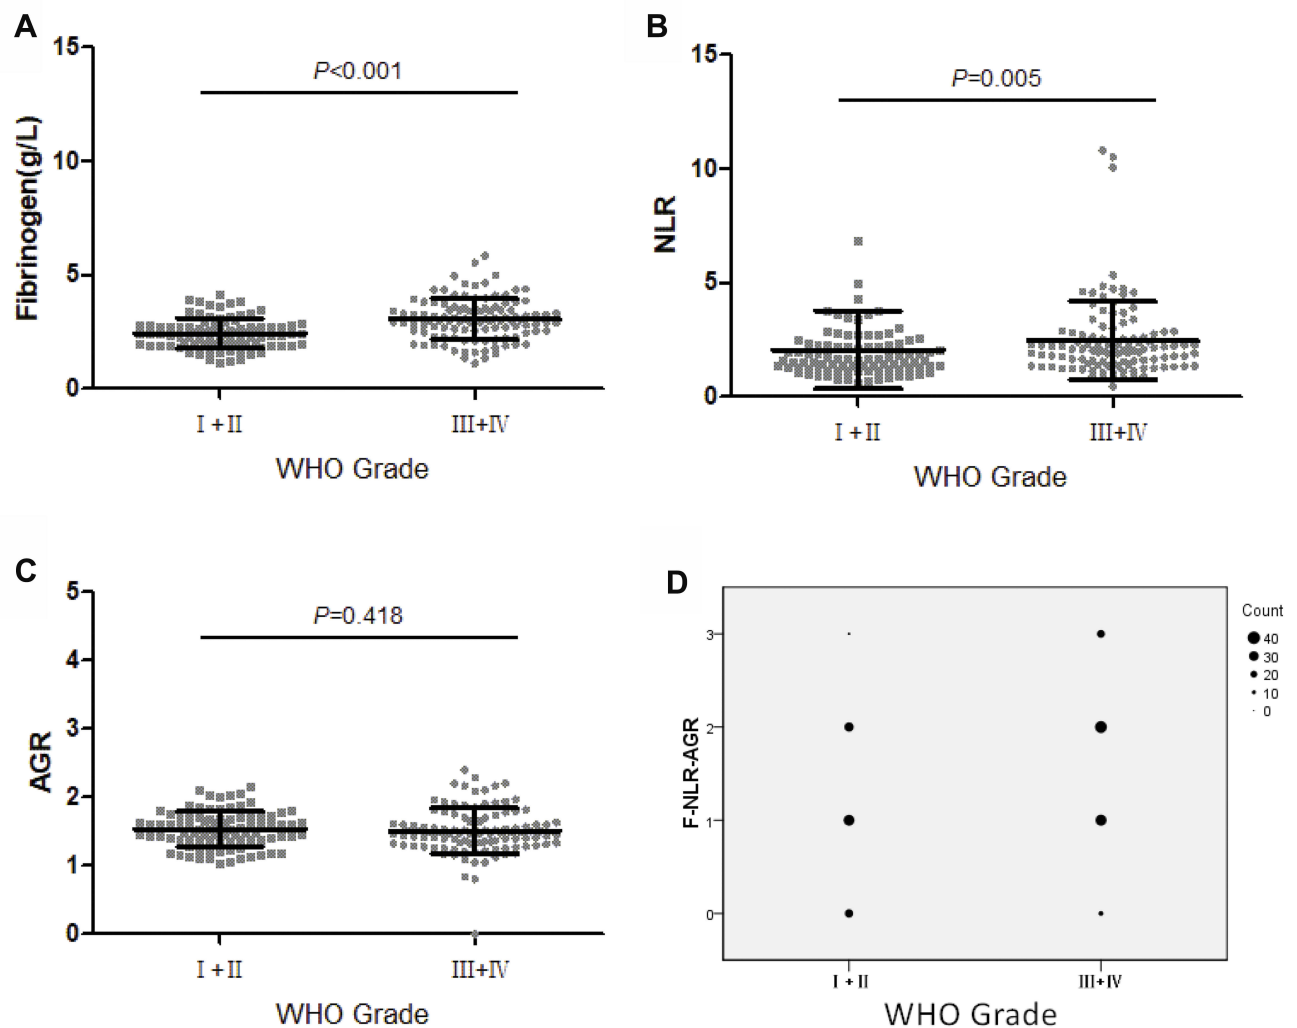 A
P<0.001
15
10
5
0
Fibrinogen(g/L)
I +II
III+IV
WHO Grade
B
P=0.005
15
10
5
0
NLR
I +II
III+IV
WHO Grade
C
P=0.418
5
4
3
2
1
0
AGR
I +II
III+IV
WHO Grade
D
3
2
1
0
F-NLR-AGR
I +II
III+IV
WHO Grade
Count
40
30
20
10
0